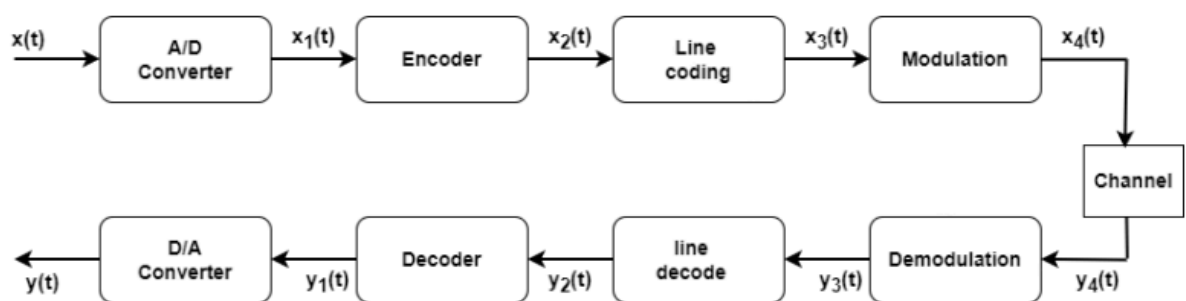 x(t)
A/D
Converter
x₁(t)
Encoder
x₂(t)
Line
coding
x₃(t)
Modulation
x₄(t)
Channel
y(t)
D/A
Converter
y₁(t)
Decoder
y₂(t)
line
decode
y₃(t)
Demodulation
y₄(t)